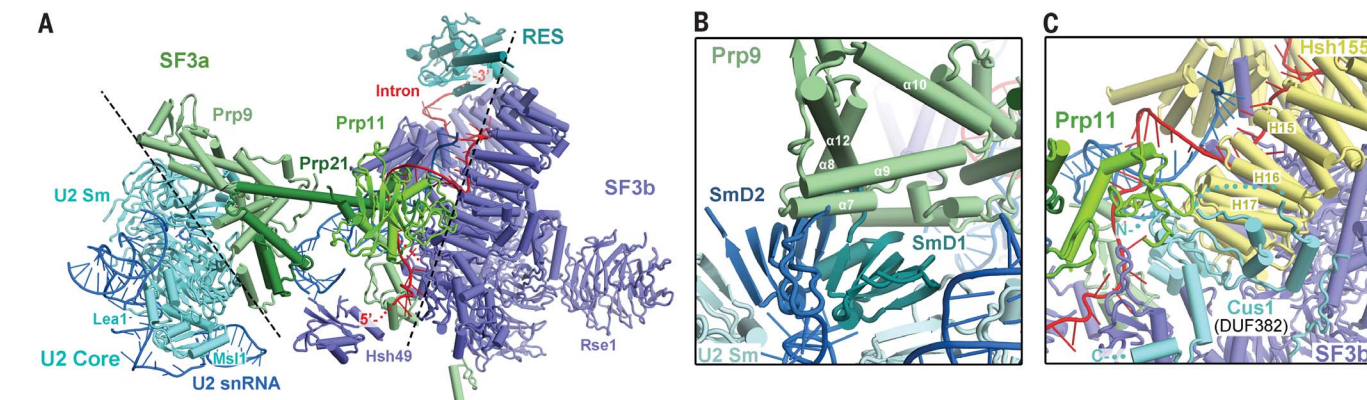 A
SF3a
RES
-3'
Intron
Prp9
Prp11
Prp21
U2 Sm
SF3b
Lea1
5'-
Hsh49
Rse1
U2 Core
Msl1
U2 snRNA
B
Prp9
α10
α12
α8
α9
α7
SmD2
SmD1
U2 Sm
C
Hsh155
Prp11
H15
H16
H17
N-
Cus1
(DUF382)
C-
SF3b